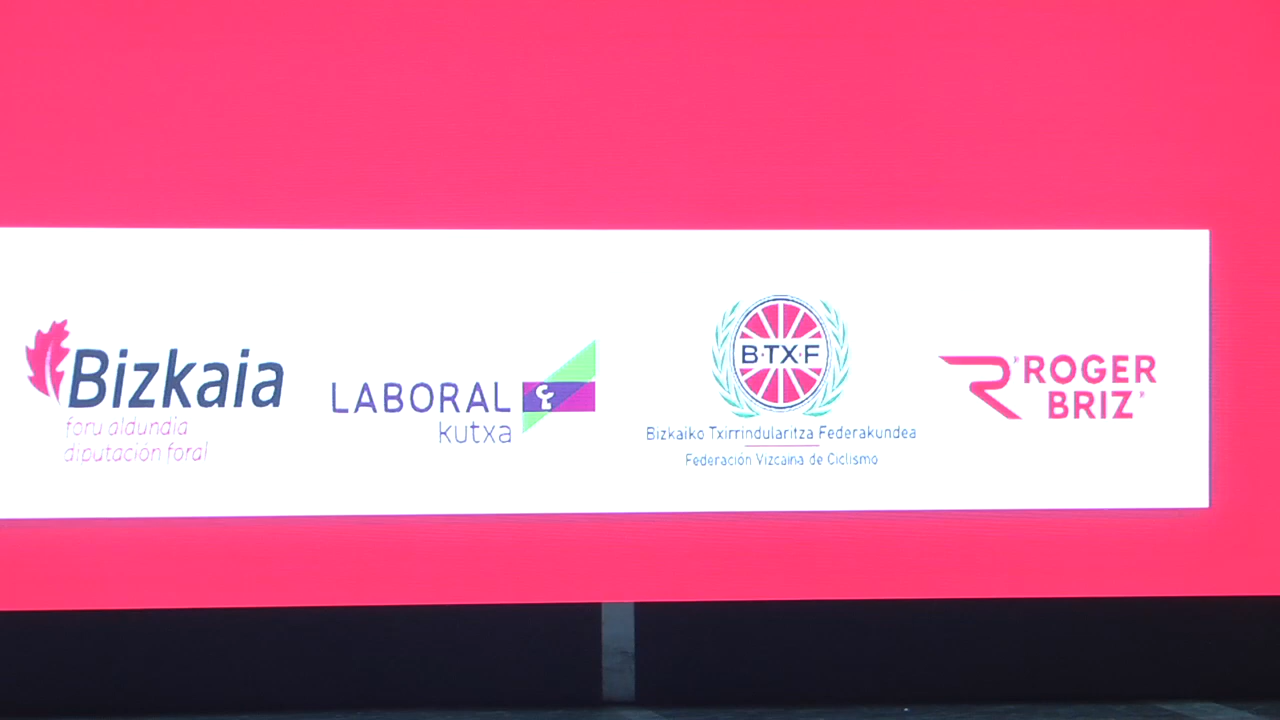 Bizkaia
foru aldundia
diputación foral
LABORAL
kutxa
B·TX·F
Bizkaiko Txirrindularitza Federakundea
Federación Vizcaina de Ciclismo
ROGER
BRIZ